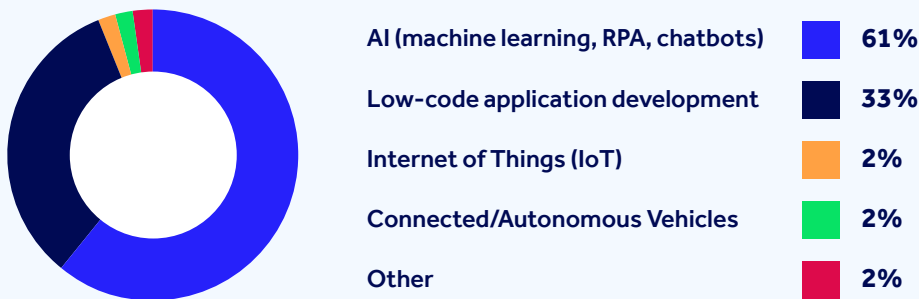 AI (machine learning, RPA, chatbots) 61%
Low-code application development 33%
Internet of Things (IoT) 2%
Connected/Autonomous Vehicles 2%
Other 2%